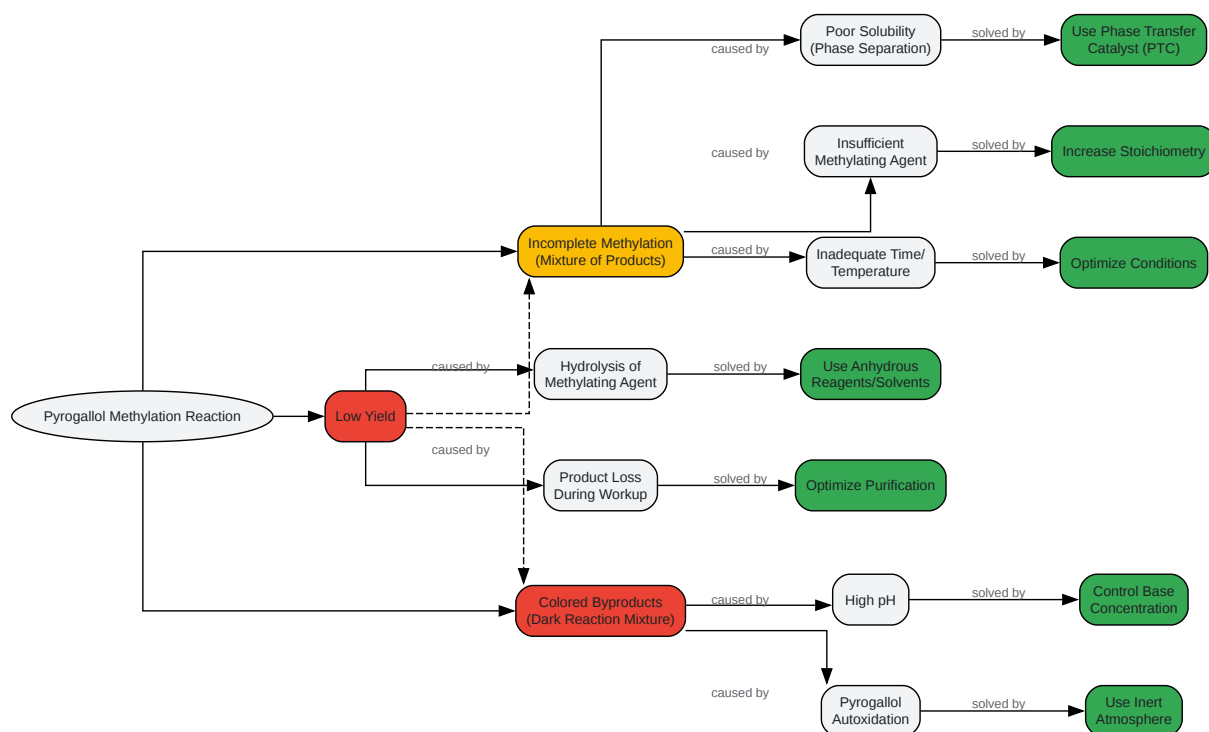 Poor Solubility
(Phase Separation)
caused by
solved by
Use Phase Transfer
Catalyst (PTC)
Insufficient
Methylating Agent
caused by
solved by
Increase Stoichiometry
Incomplete Methylation
(Mixture of Products)
caused by
Inadequate Time/
Temperature
solved by
Optimize Conditions
caused by
Hydrolysis of
Methylating Agent
solved by
Use Anhydrous
Reagents/Solvents
Pyrogallol Methylation Reaction
Low Yield
caused by
Product Loss
During Workup
solved by
Optimize Purification
Colored Byproducts
(Dark Reaction Mixture)
caused by
High pH
solved by
Control Base
Concentration
caused by
Pyrogallol
Autoxidation
solved by
Use Inert
Atmosphere